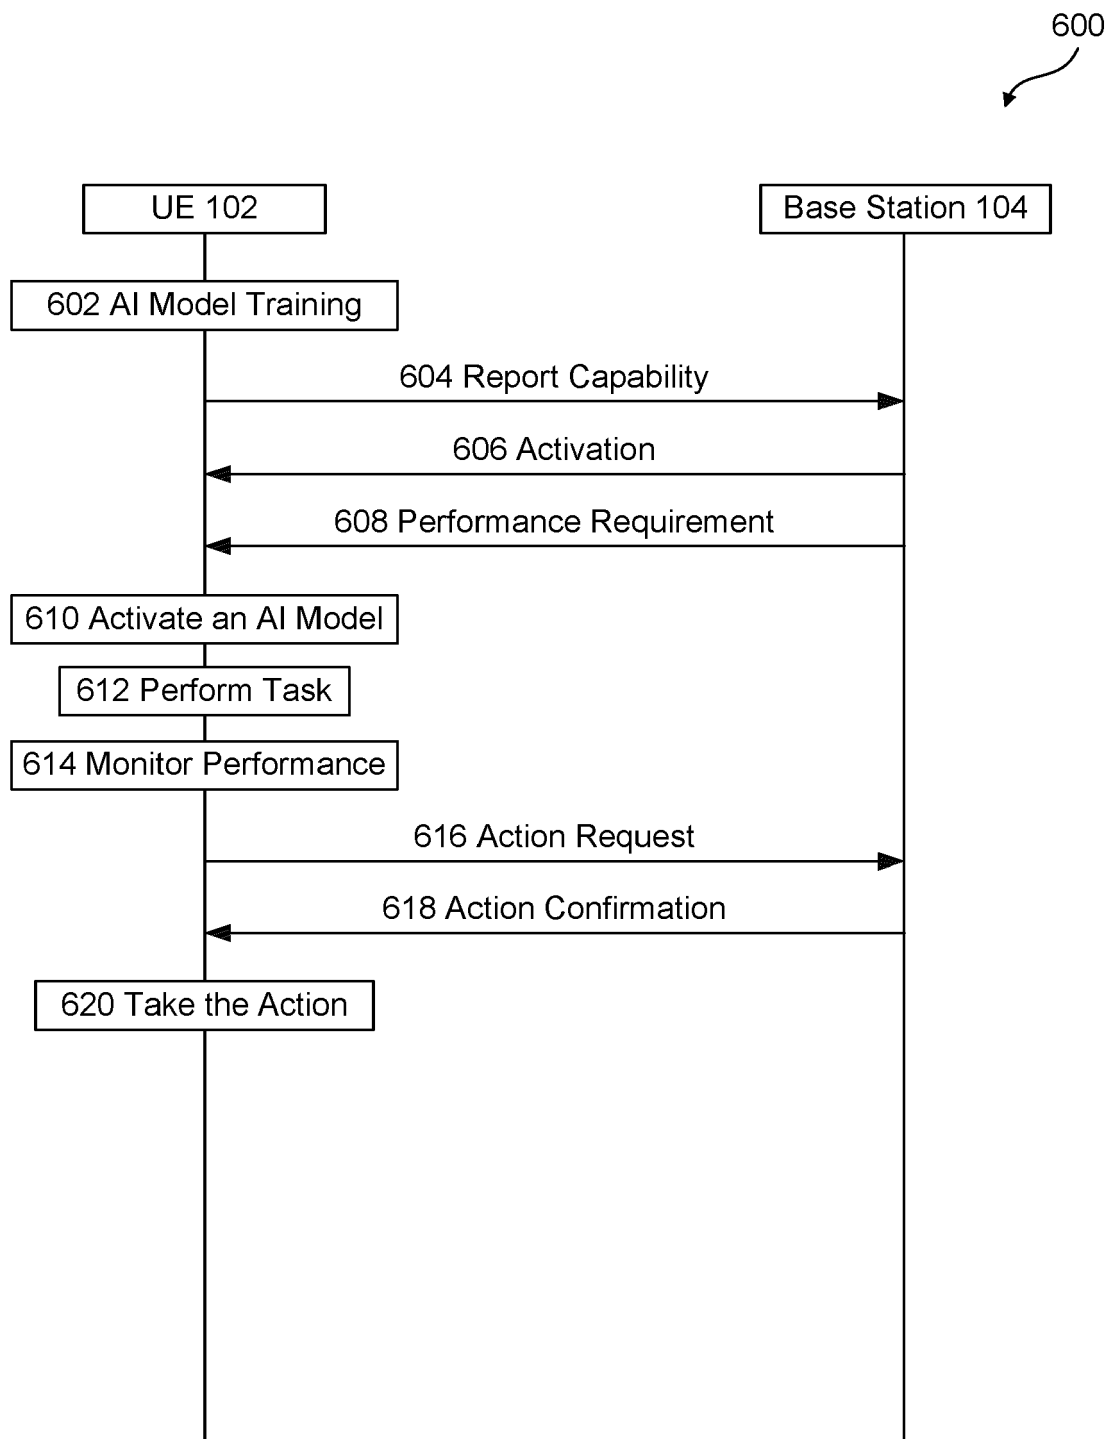 600
UE 102
Base Station 104
602 AI Model Training
604 Report Capability
606 Activation
608 Performance Requirement
610 Activate an AI Model
612 Perform Task
614 Monitor Performance
616 Action Request
618 Action Confirmation
620 Take the Action